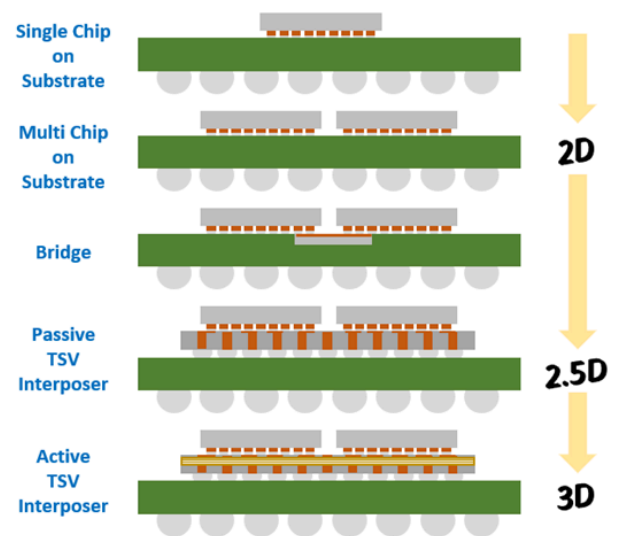 Single Chip
on
Substrate
Multi Chip
on
Substrate
2D
Bridge
Passive
TSV
Interposer
2.5D
Active
TSV
Interposer
3D